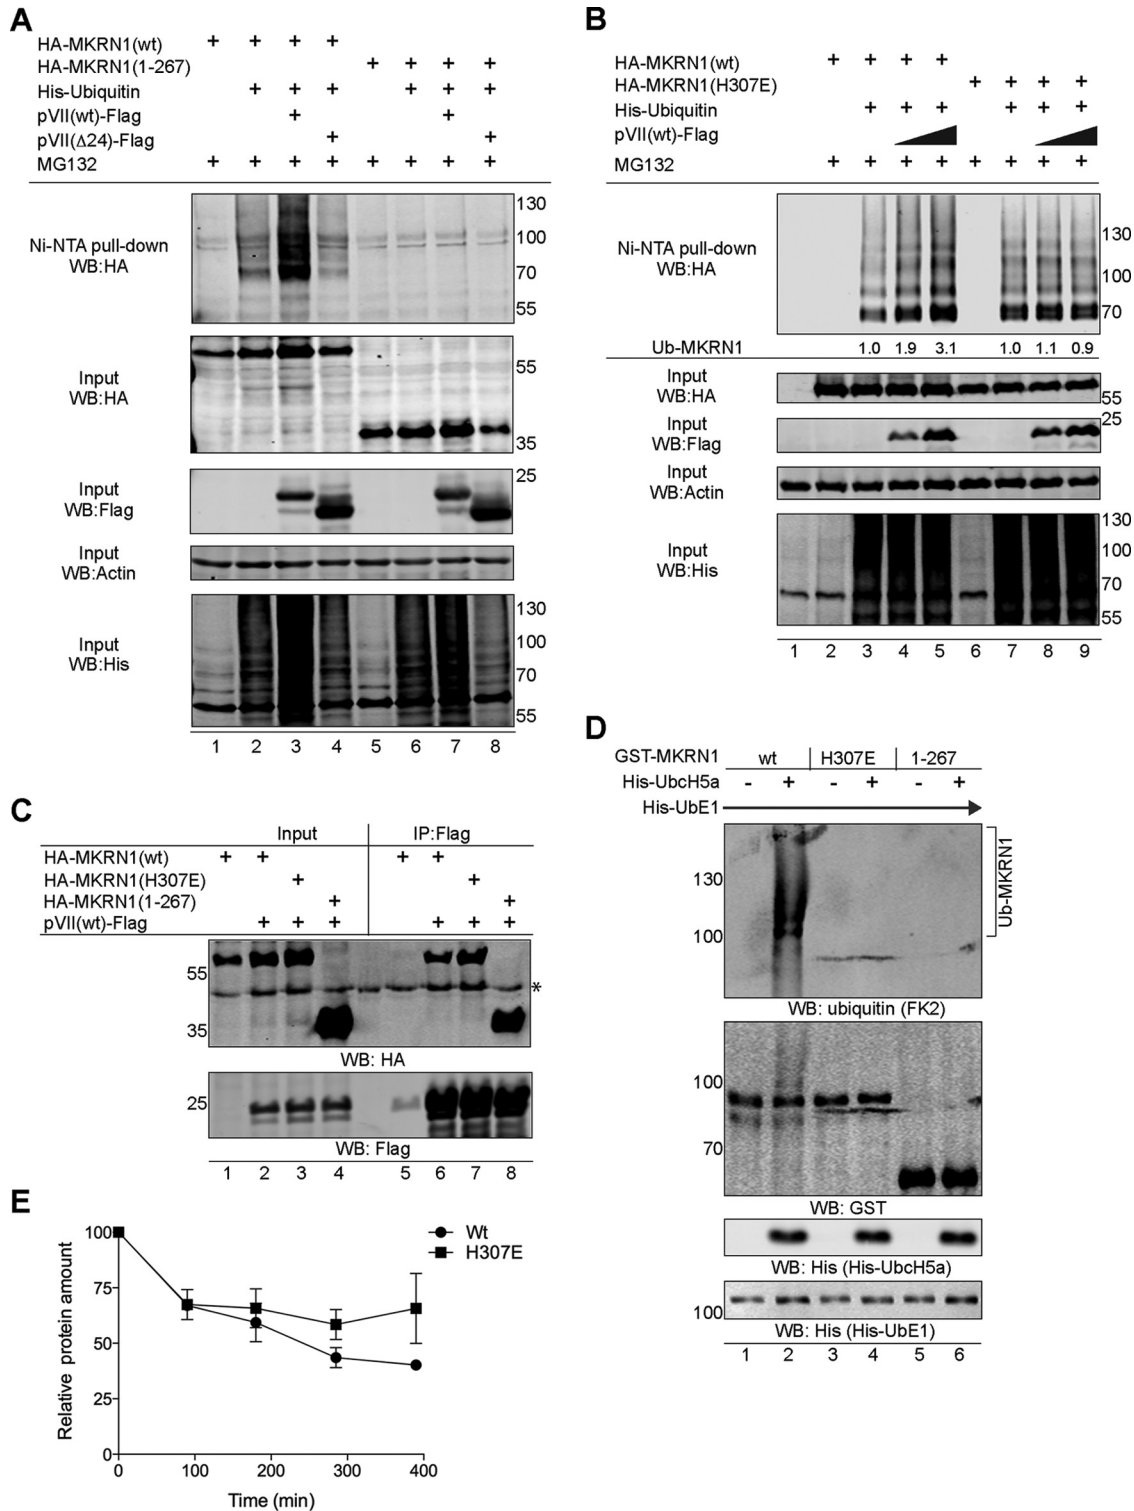 A
HA-MKRN1(wt) + + + +
HA-MKRN1(1-267) + + + +
His-Ubiquitin + + + + + +
pVII(wt)-Flag + +
pVII(Δ24)-Flag + +
MG132 + + + + + + + +
Ni-NTA pull-down
WB:HA
130
100
70
55
Input
WB:HA
55
35
Input
WB:Flag
25
Input
WB:Actin
Input
WB:His
130
100
70
55
1 2 3 4 5 6 7 8
B
HA-MKRN1(wt) + + + +
HA-MKRN1(H307E) + + + +
His-Ubiquitin + + + + + +
pVII(wt)-Flag
MG132 + + + + + + + +
Ni-NTA pull-down
WB:HA
130
100
70
Ub-MKRN1 1.0 1.9 3.1 1.0 1.1 0.9
Input
WB:HA
55
Input
WB:Flag
25
Input
WB:Actin
Input
WB:His
130
100
70
55
1 2 3 4 5 6 7 8 9
C
Input IP:Flag
HA-MKRN1(wt) + + + +
HA-MKRN1(H307E) + +
HA-MKRN1(1-267) + +
pVII(wt)-Flag + + + + + +
55
35
*
WB: HA
25
WB: Flag
1 2 3 4 5 6 7 8
D
GST-MKRN1 wt H307E 1-267
His-UbcH5a - + - + - +
His-UbE1
130
100
Ub-MKRN1
WB: ubiquitin (FK2)
100
70
WB: GST
WB: His (His-UbcH5a)
100
WB: His (His-UbE1)
1 2 3 4 5 6
E
Relative protein amount
100
75
50
25
0
Wt
H307E
0 100 200 300 400
Time (min)